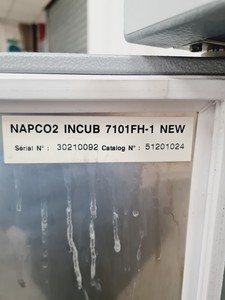 NAPCO2 INCUB 7101FH-1 NEW
Serial N° : 30210092 Catalog N° : 51201024